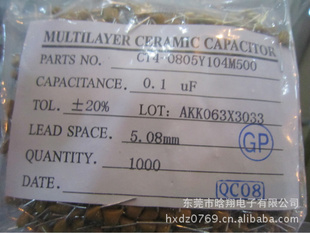 MULTILAYER CERAMIC CAPACITOR
PARTS NO. CT4-0805Y104M500
CAPACITANCE: 0.1 uF
TOL. ±20% LOT: AKK063X3033
LEAD SPACE: 5.08mm
GP
QUANTITY: 1000
DATE: QC08
东莞市晗翔电子有限公司
hxdz0769.cn.1688.com